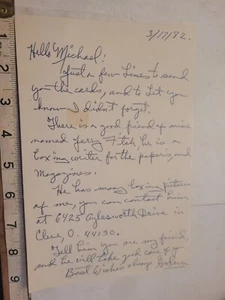 3/17/82.
Hello Michael:
Just a few lines to send
you the cards, and to let you
know I didn't forget.
There is a good friend of mine
named Jerry Fitch, he is a
boxing writer for the papers, and
Magazines.
He has many boxing pictures
of me, you can contact him
at 6425 Aylesworth Drive in
Cleve, O. 44130.
Tell him you are my friend
and he will take good care of you
Best Wishes always